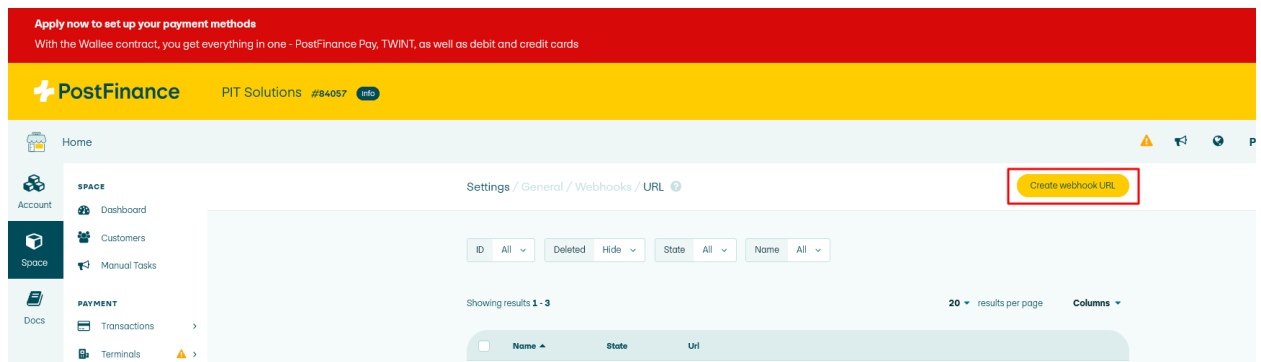 Apply now to set up your payment methods
With the Wallee contract, you get everything in one - PostFinance Pay, TWINT, as well as debit and credit cards
PostFinance PIT Solutions #84057 Info
Home
Account
Space
Docs
SPACE
Dashboard
Customers
Manual Tasks
PAYMENT
Transactions
Terminals
Settings / General / Webhooks / URL
Create webhook URL
ID All Deleted Hide State All Name All
Showing results 1 - 3 20 results per page Columns
Name State Url